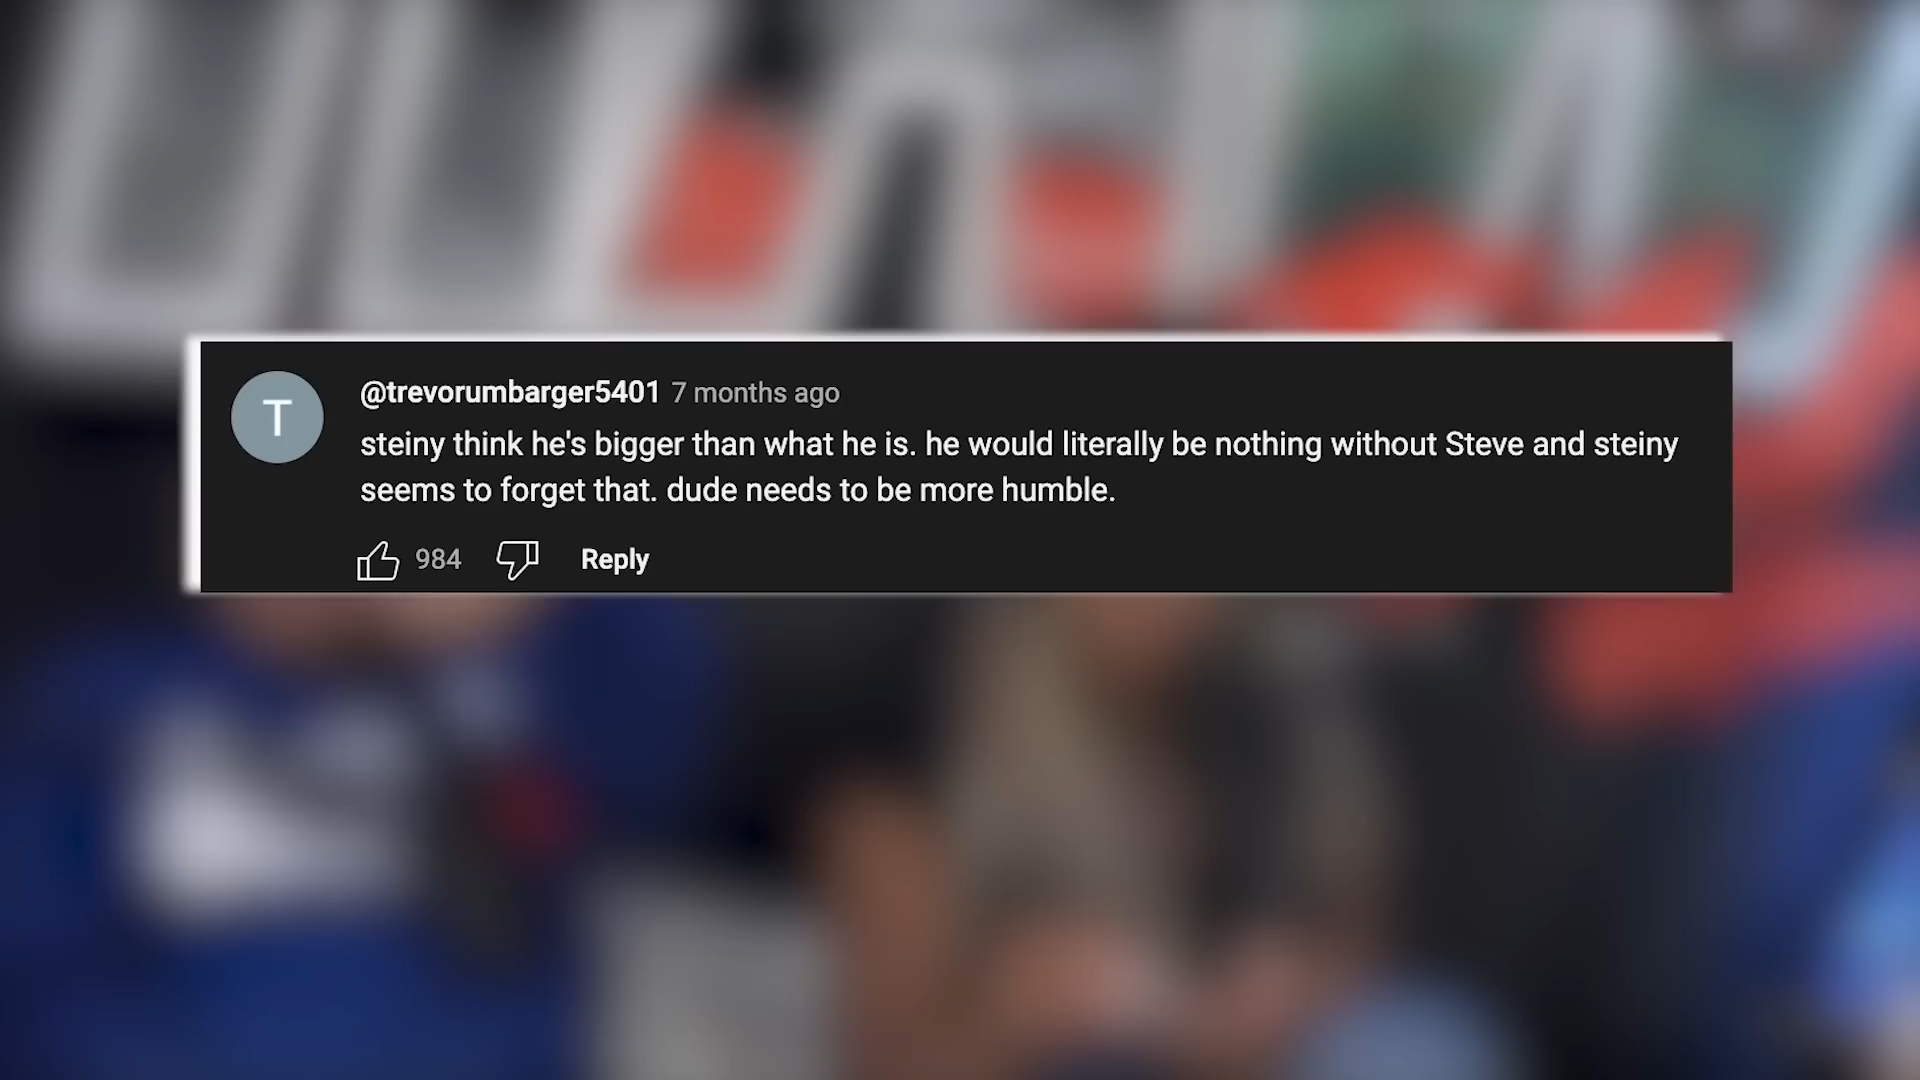 T
@trevorumbarger5401 7 months ago
steiny think he's bigger than what he is. he would literally be nothing without Steve and steiny
seems to forget that. dude needs to be more humble.
984 Reply